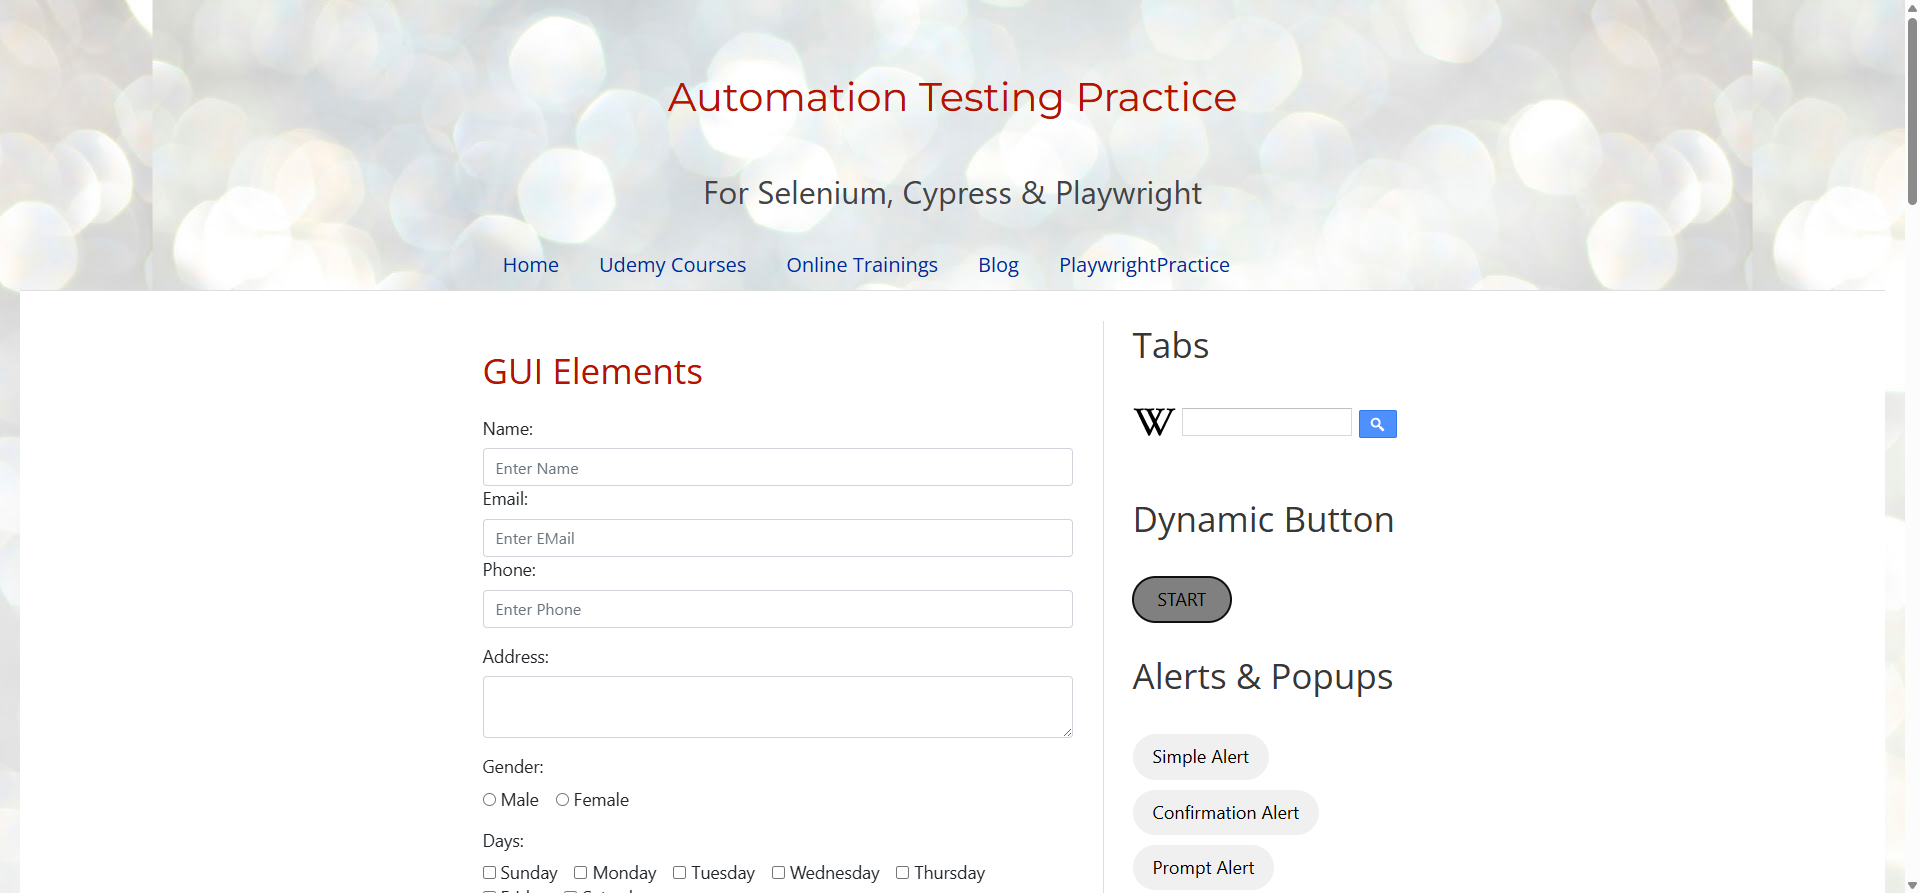 Automation Testing Practice
For Selenium, Cypress & Playwright
Home Udemy Courses Online Trainings Blog PlaywrightPractice
GUI Elements
Name:
Enter Name
Email:
Enter EMail
Phone:
Enter Phone
Address:
Gender:
Male Female
Days:
Sunday Monday Tuesday Wednesday Thursday
Tabs
W
Dynamic Button
START
Alerts & Popups
Simple Alert
Confirmation Alert
Prompt Alert